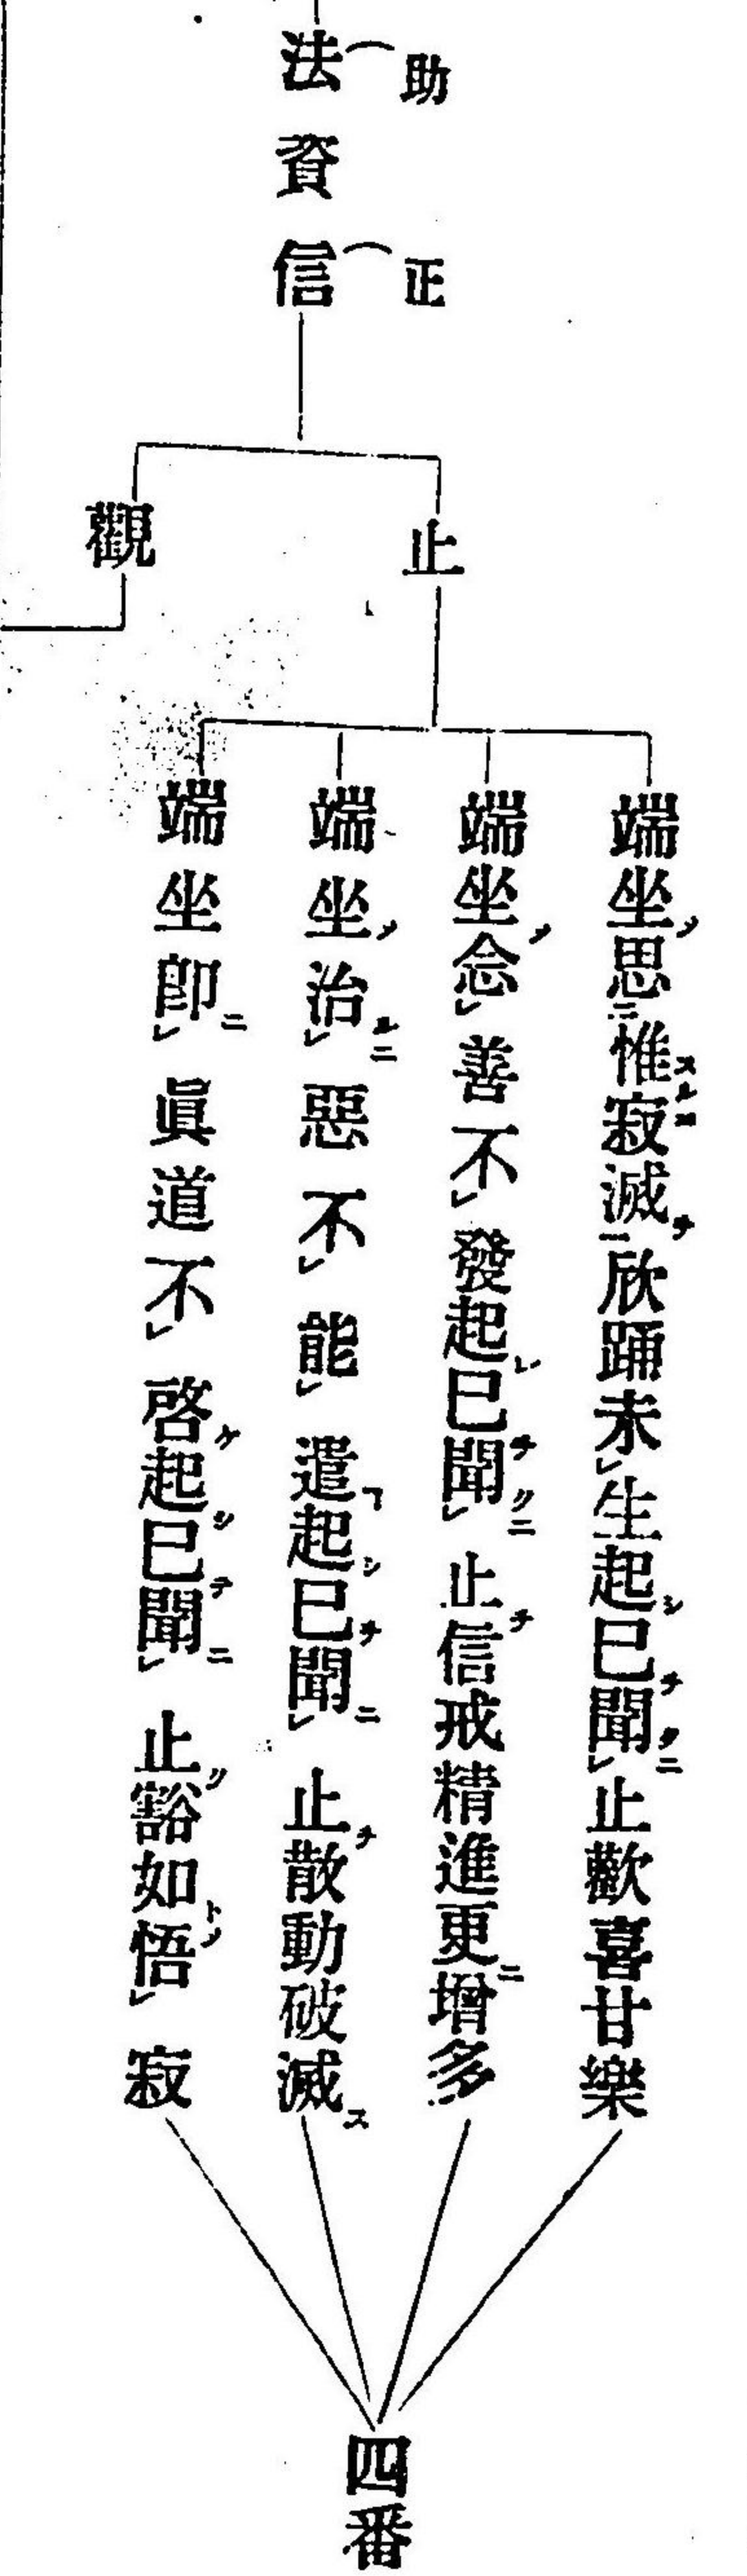 法資信
助
正
止
觀
端坐思惟寂滅欣踊未生起已聞止歡喜甘樂
端坐念善不發起已聞止信戒精進更增多
端坐治惡不能遣起已聞止散動破滅
端坐卽眞道不啓起已聞止豁如悟寂
四番